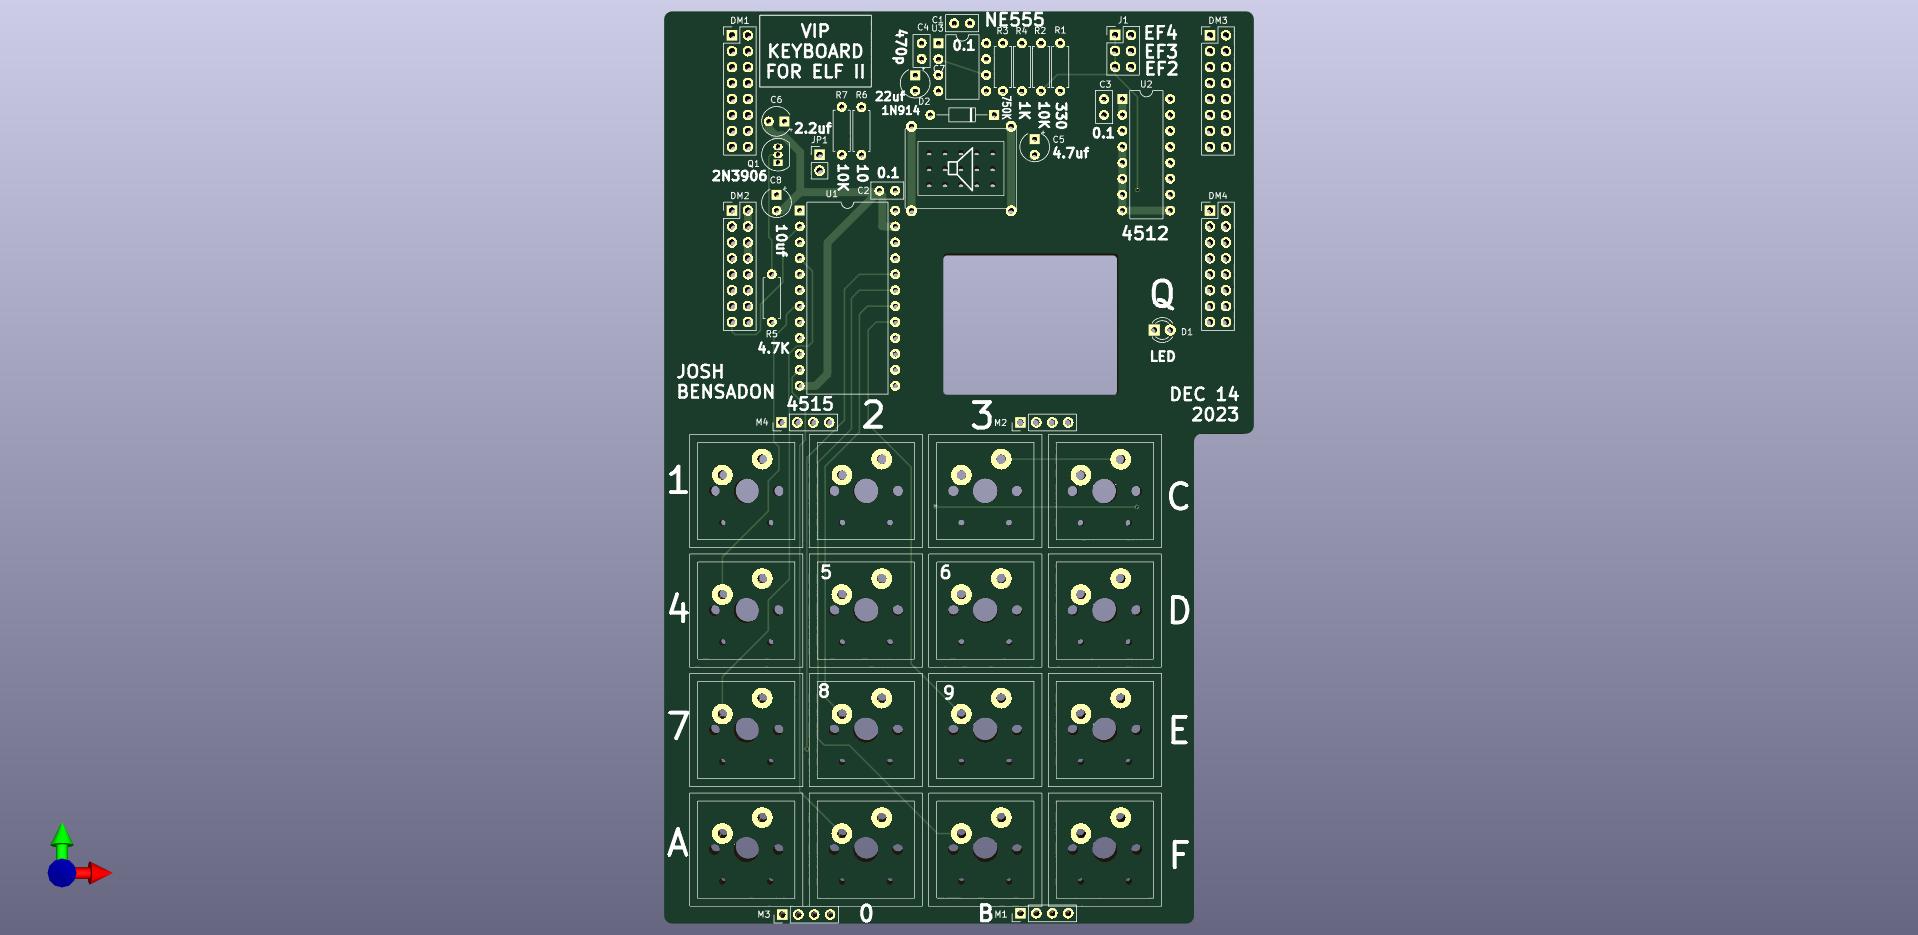 DM1
VIP
KEYBOARD
FOR ELF II
C1
NE555
C4
U3
470p
0.1
R3
R4
R2
R1
J1
EF4
EF3
EF2
DM3
C7
22uf
D2
1N914
750K
1K
10K
330
C3
0.1
U2
C6
2.2uf
R7
R6
JP1
Q1
2N3906
C8
10K
10
0.1
C2
U1
C5
4.7uf
DM2
10uf
DM4
4512
Q
D1
LED
R5
4.7K
JOSH
BENSADON
DEC 14
2023
4515
M4
2
3
M2
1
C
4
5
6
D
7
8
9
E
A
F
M3
0
B
M1